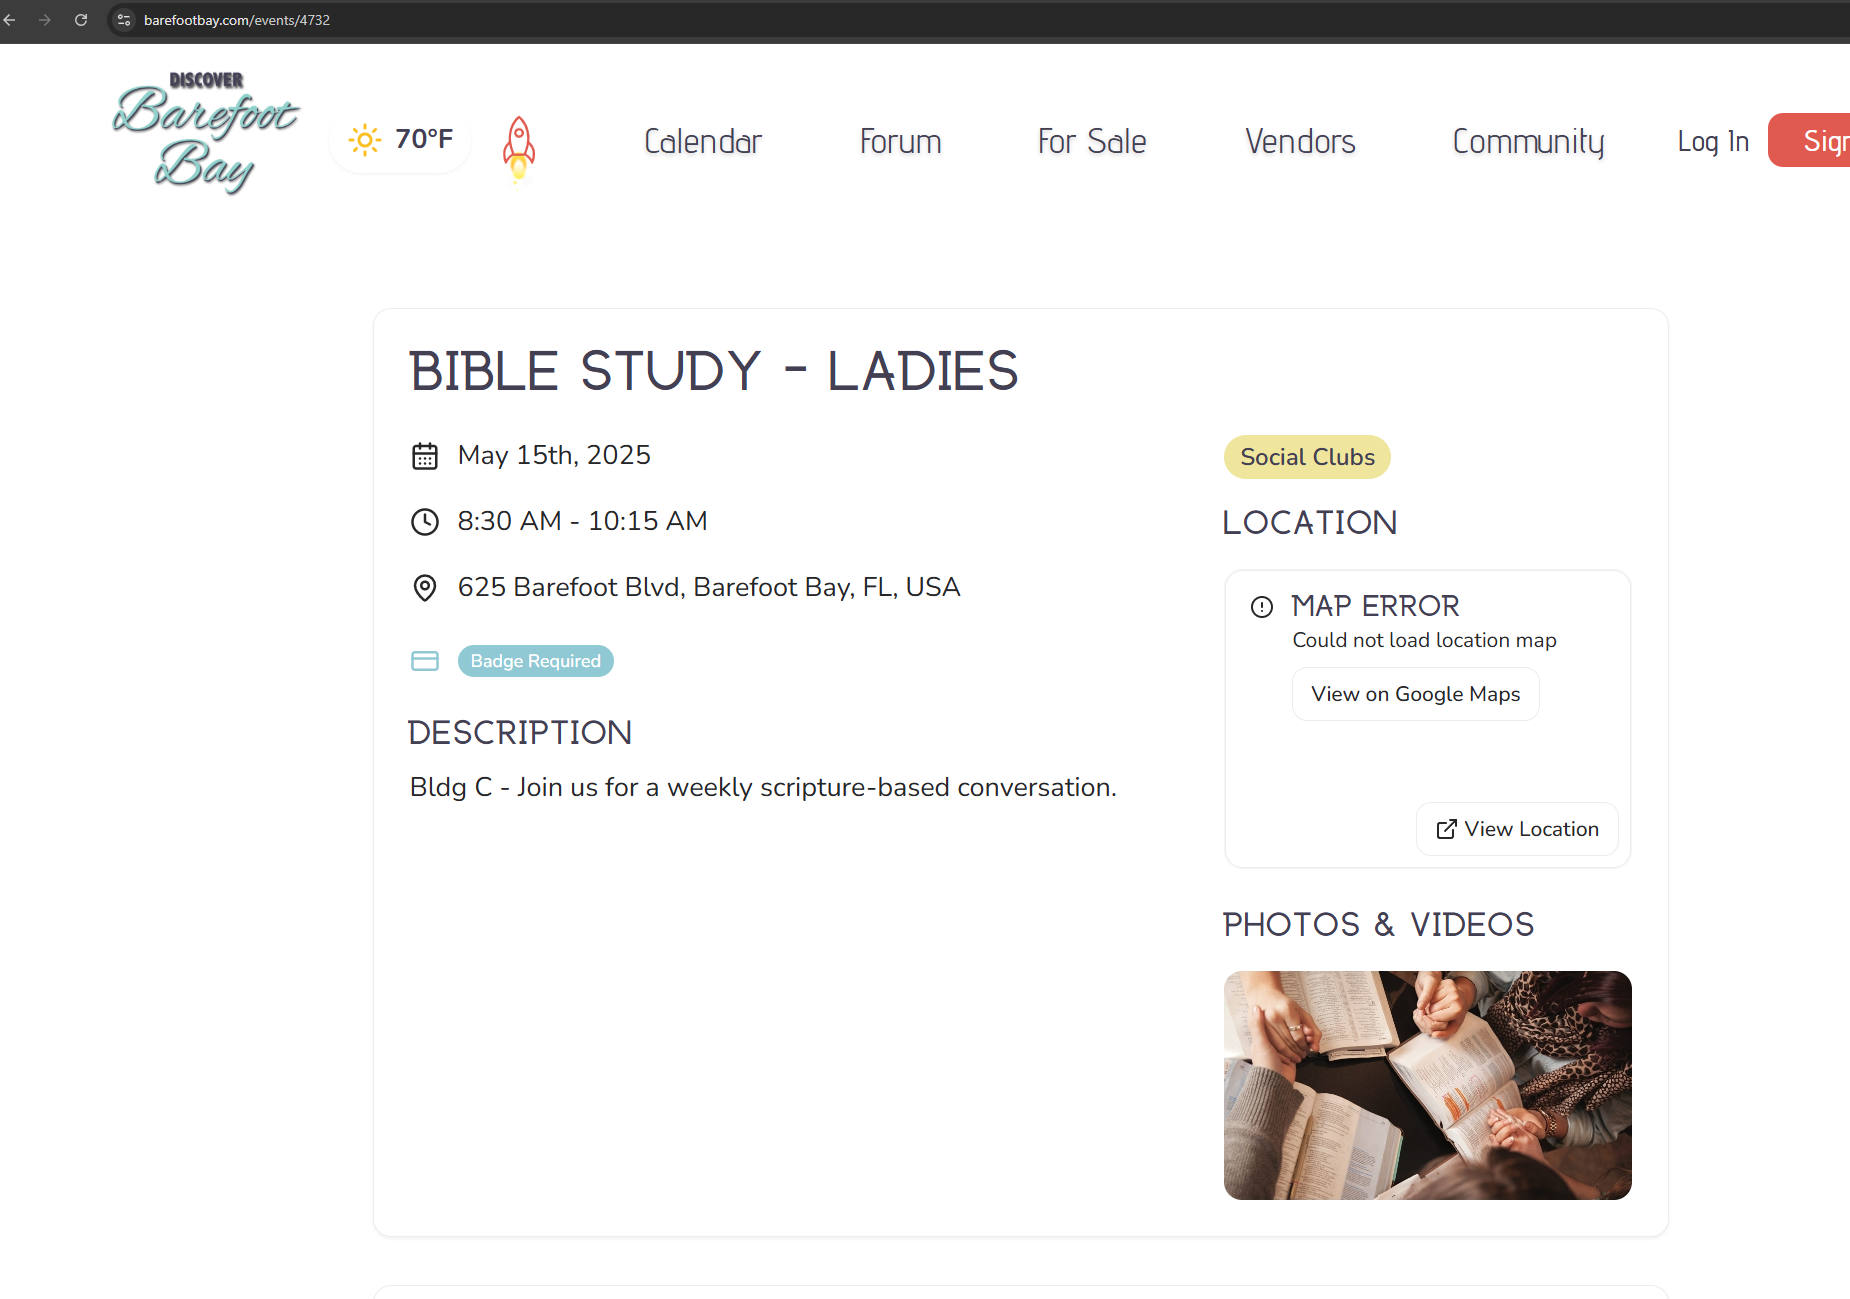 barefootbay.com/events/4732
DISCOVER
Barefoot
Bay
70°F
Calendar
Forum
For Sale
Vendors
Community
Log In
BIBLE STUDY - LADIES
May 15th, 2025
8:30 AM - 10:15 AM
625 Barefoot Blvd, Barefoot Bay, FL, USA
Badge Required
DESCRIPTION
Bldg C - Join us for a weekly scripture-based conversation.
Social Clubs
LOCATION
MAP ERROR
Could not load location map
View on Google Maps
View Location
PHOTOS & VIDEOS